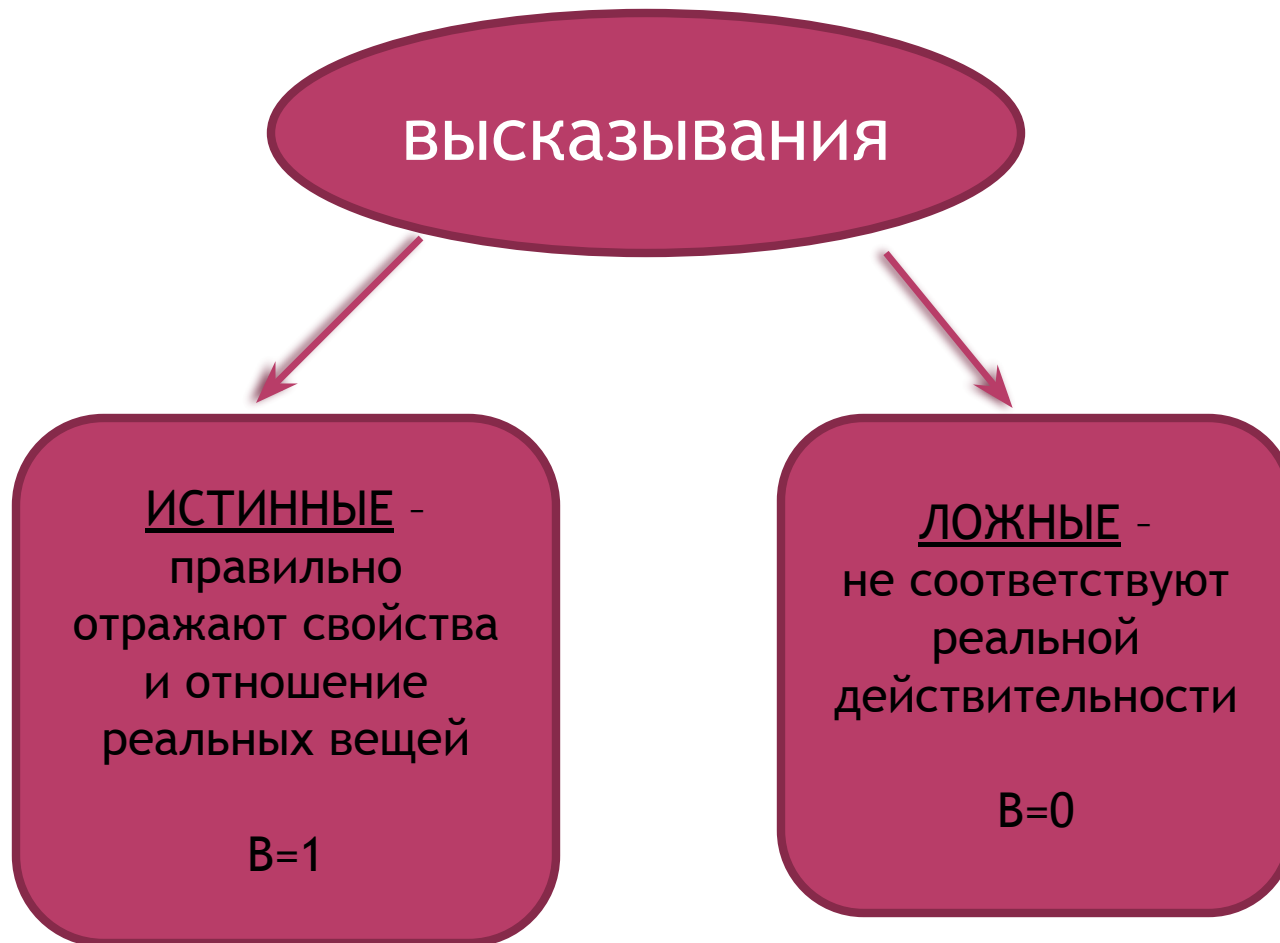 высказывания
ИСТИННЫЕ –
правильно
отражают свойства
и отношение
реальных вещей
В=1
ЛОЖНЫЕ –
не соответствуют
реальной
действительности
В=0